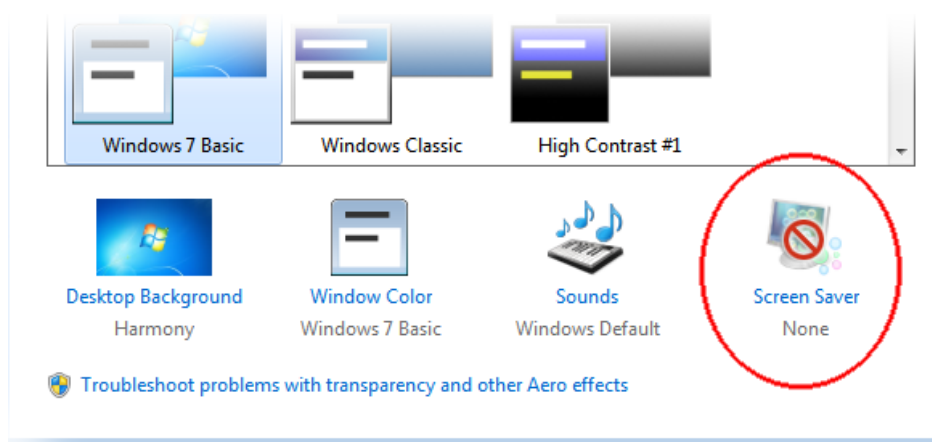 Windows 7 Basic
Windows Classic
High Contrast #1
Desktop Background
Window Color
Sounds
Screen Saver
Harmony
Windows 7 Basic
Windows Default
None
Troubleshoot problems with transparency and other Aero effects